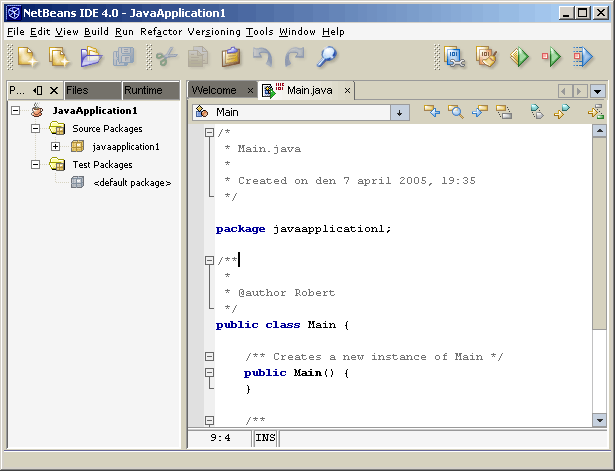 NetBeans IDE 4.0 - JavaApplication1
File Edit View Build Run Refactor Versioning Tools Window Help
P... Files Runtime
Welcome Main.java
JavaApplication1
Source Packages
javaapplication1
Test Packages
<default package>
Main
/*
* Main.java
*
* Created on den 7 april 2005, 19:35
*/
package javaapplication1;
/**
*
* @author Robert
*/
public class Main {
/** Creates a new instance of Main */
public Main() {
}
/**
9:4 INS